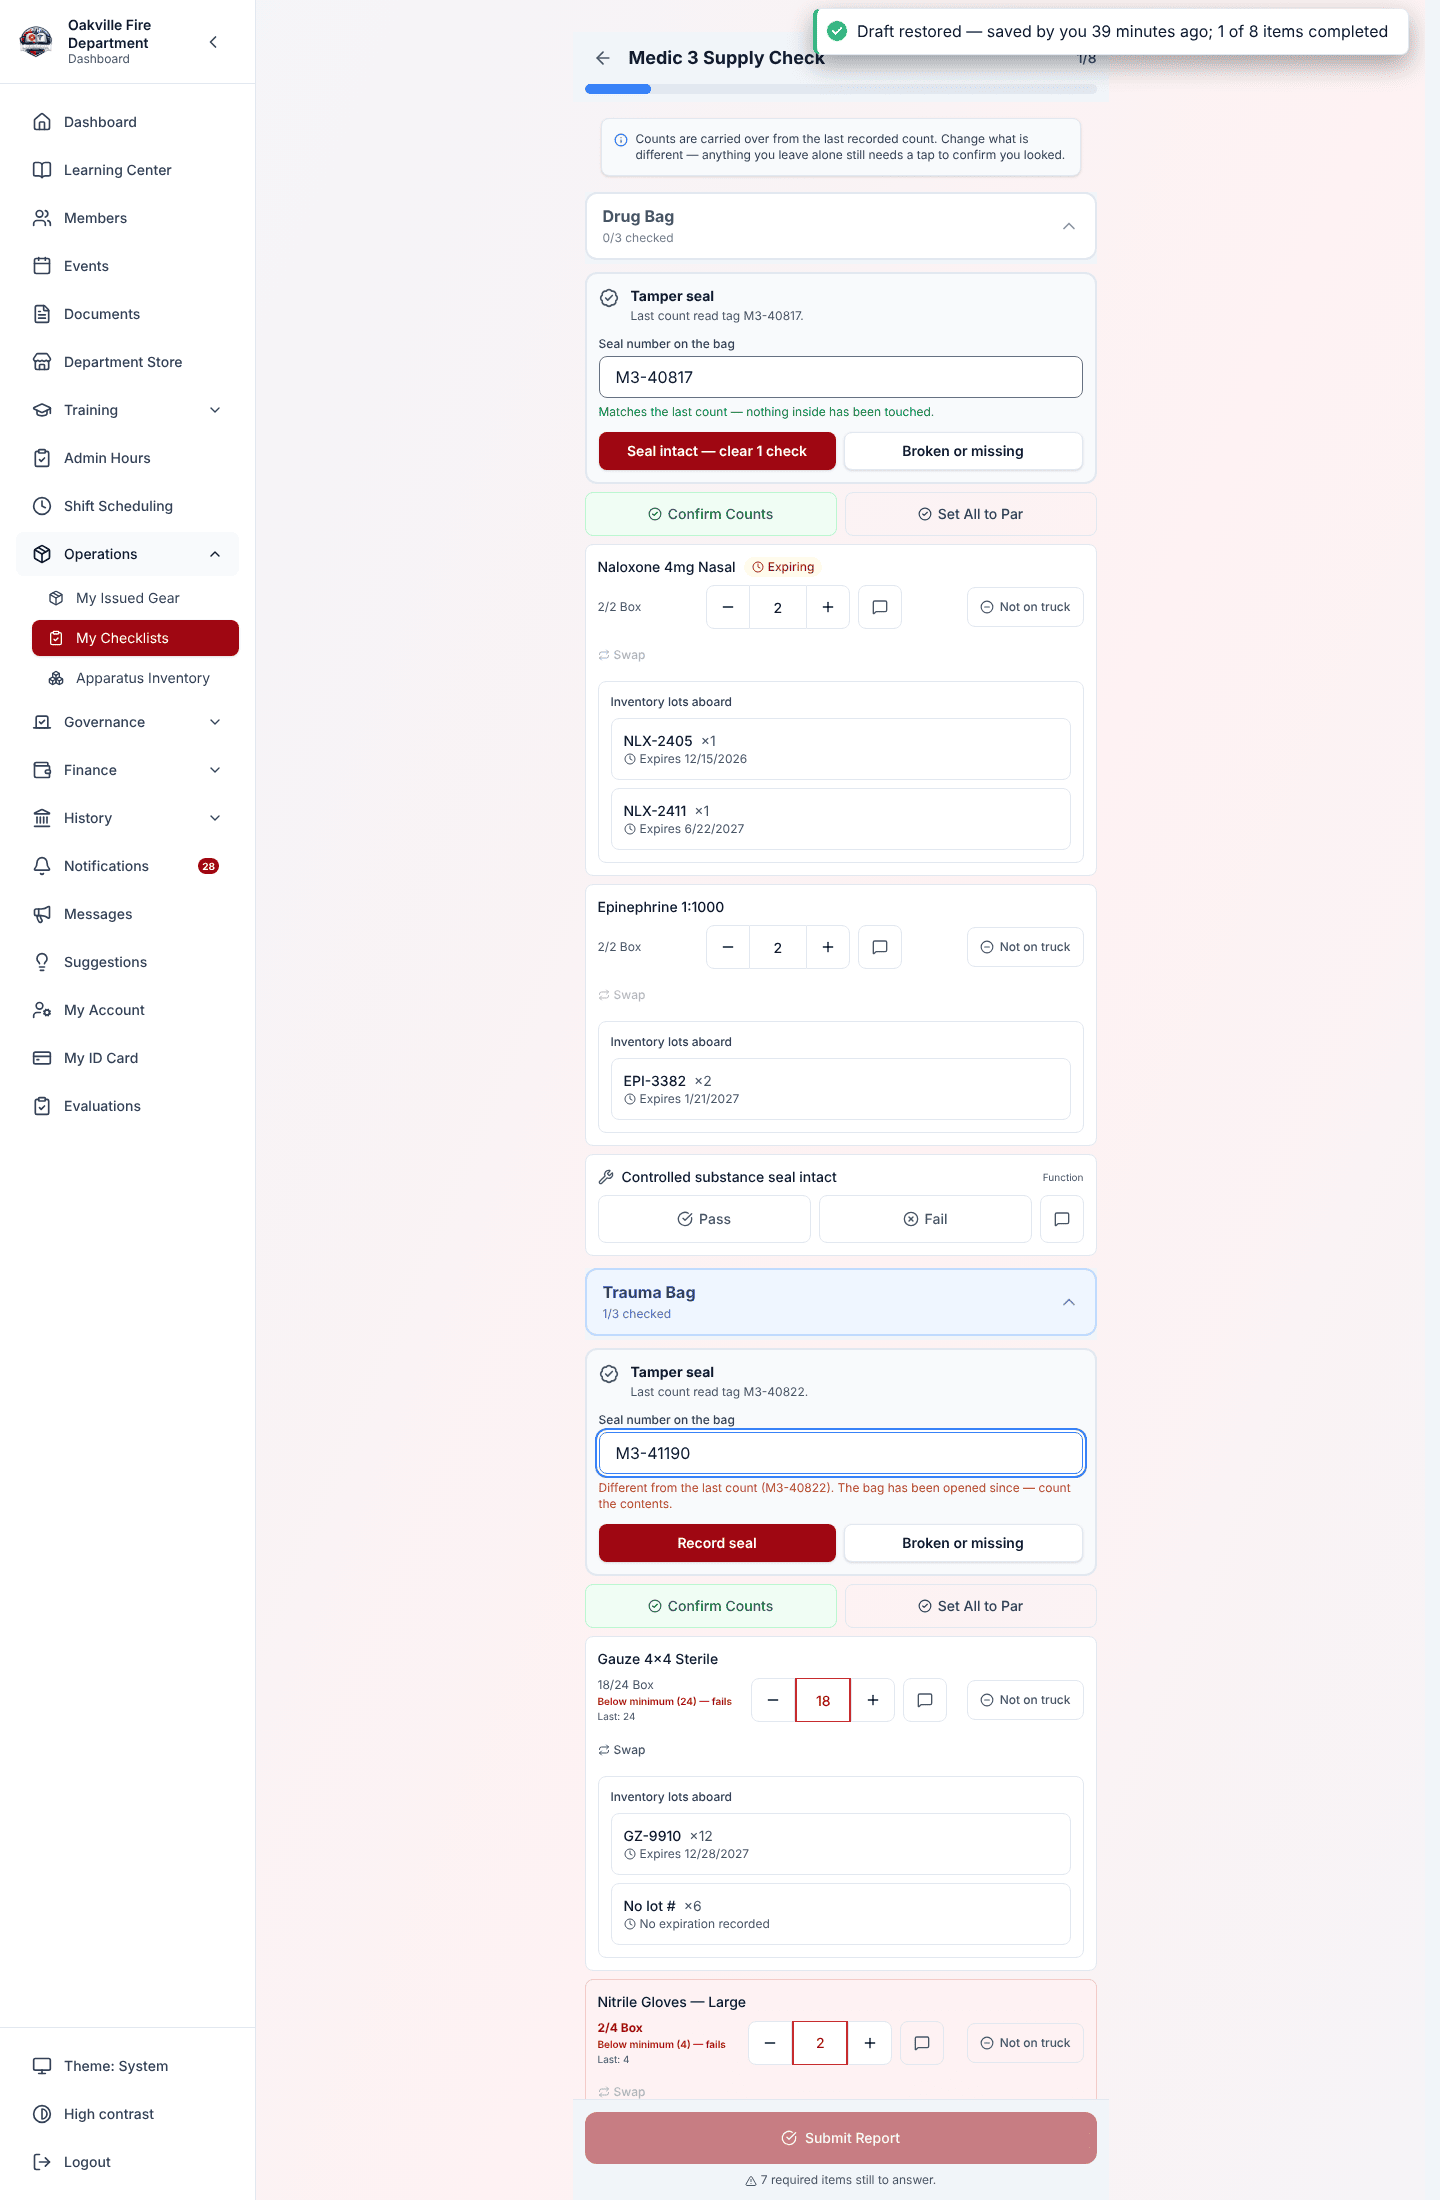 Oakville Fire
Department
Dashboard
Dashboard
Learning Center
Members
Events
Documents
Department Store
Training
Admin Hours
Shift Scheduling
Operations
My Issued Gear
My Checklists
Apparatus Inventory
Governance
Finance
History
Notifications
28
Messages
Suggestions
My Account
My ID Card
Evaluations
Theme: System
High contrast
Logout
Draft restored — saved by you 39 minutes ago; 1 of 8 items completed
Medic 3 Supply Check
1/8
Counts are carried over from the last recorded count. Change what is
different — anything you leave alone still needs a tap to confirm you looked.
Drug Bag
0/3 checked
Tamper seal
Last count read tag M3-40817.
Seal number on the bag
M3-40817
Matches the last count — nothing inside has been touched.
Seal intact — clear 1 check
Broken or missing
Confirm Counts
Set All to Par
Naloxone 4mg Nasal
Expiring
2/2 Box
− 2 +
Not on truck
Swap
Inventory lots aboard
NLX-2405 ×1
Expires 12/15/2026
NLX-2411 ×1
Expires 6/22/2027
Epinephrine 1:1000
2/2 Box
− 2 +
Not on truck
Swap
Inventory lots aboard
EPI-3382 ×2
Expires 1/21/2027
Controlled substance seal intact
Function
Pass
Fail
Trauma Bag
1/3 checked
Tamper seal
Last count read tag M3-40822.
Seal number on the bag
M3-41190
Different from the last count (M3-40822). The bag has been opened since — count
the contents.
Record seal
Broken or missing
Confirm Counts
Set All to Par
Gauze 4×4 Sterile
18/24 Box
Below minimum (24) — fails
Last: 24
− 18 +
Not on truck
Swap
Inventory lots aboard
GZ-9910 ×12
Expires 12/28/2027
No lot # ×6
No expiration recorded
Nitrile Gloves — Large
2/4 Box
Below minimum (4) — fails
Last: 4
− 2 +
Not on truck
Swap
Submit Report
7 required items still to answer.